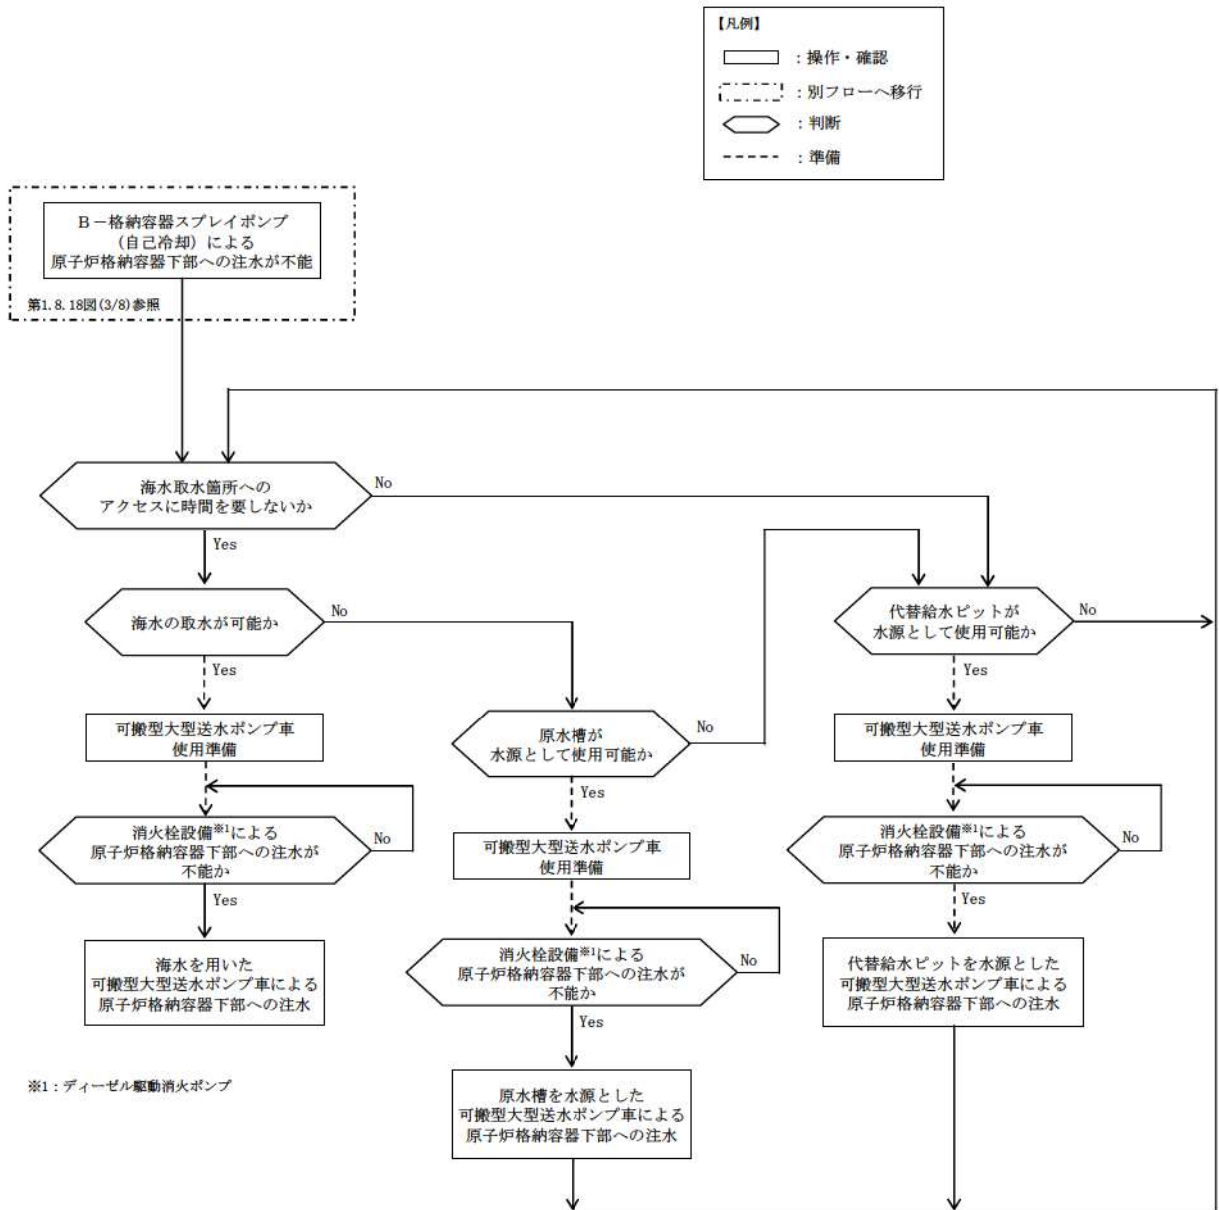 【凡例】
：操作・確認
：別フローへ移行
：判断
：準備
B－格納容器スプレイポンプ
（自己冷却）による
原子炉格納容器下部への注水が不能
第1.8.18図(3/8)参照
海水取水箇所への
アクセスに時間を要しないか
No
Yes
海水の取水が可能か
No
Yes
代替給水ピットが
水源として使用可能か
No
Yes
可搬型大型送水ポンプ車
使用準備
原水槽が
水源として使用可能か
No
Yes
可搬型大型送水ポンプ車
使用準備
消火栓設備※1による
原子炉格納容器下部への注水が
不能か
No
Yes
可搬型大型送水ポンプ車
使用準備
消火栓設備※1による
原子炉格納容器下部への注水が
不能か
No
Yes
海水を用いた
可搬型大型送水ポンプ車による
原子炉格納容器下部への注水
消火栓設備※1による
原子炉格納容器下部への注水が
不能か
No
Yes
代替給水ピットを水源とした
可搬型大型送水ポンプ車による
原子炉格納容器下部への注水
※1：ディーゼル駆動消火ポンプ
原水槽を水源とした
可搬型大型送水ポンプ車による
原子炉格納容器下部への注水